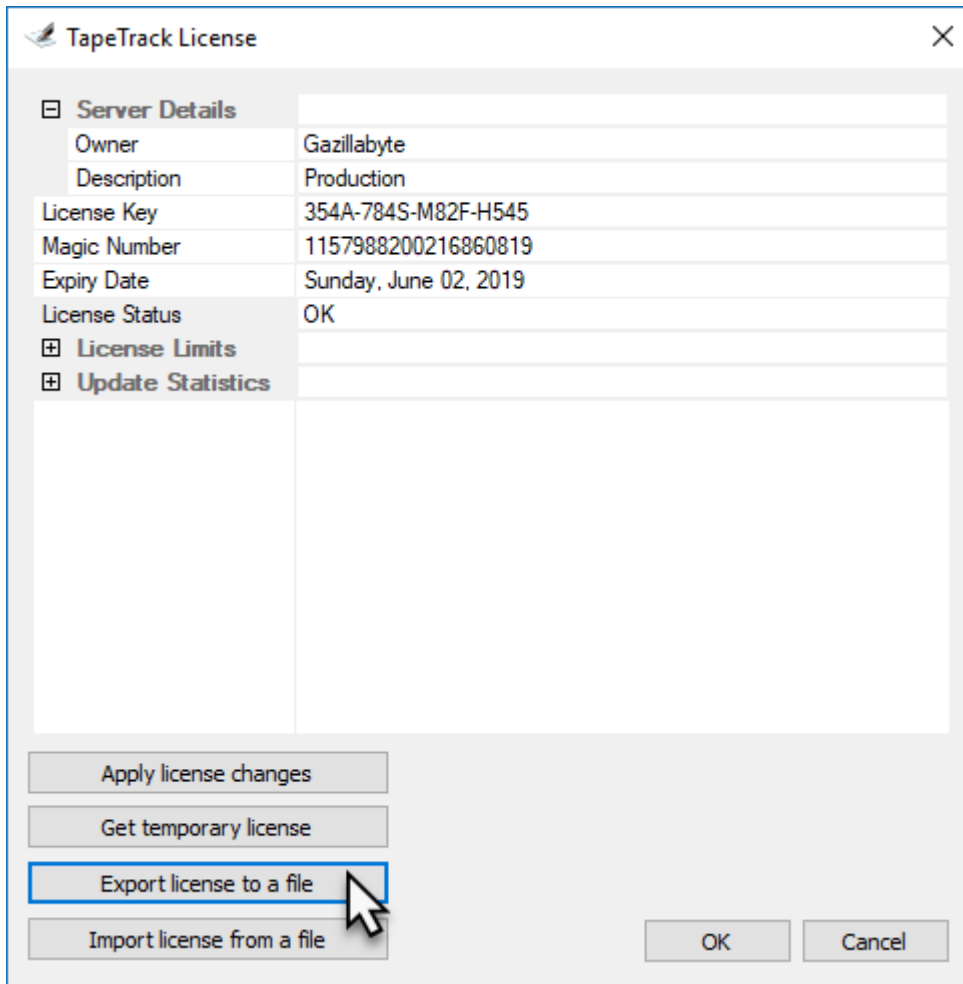 TapeTrack License
Server Details
Owner Gazillabyte
Description Production
License Key 354A-784S-M82F-H545
Magic Number 1157988200216860819
Expiry Date Sunday, June 02, 2019
License Status OK
License Limits
Update Statistics
Apply license changes
Get temporary license
Export license to a file
Import license from a file
OK Cancel